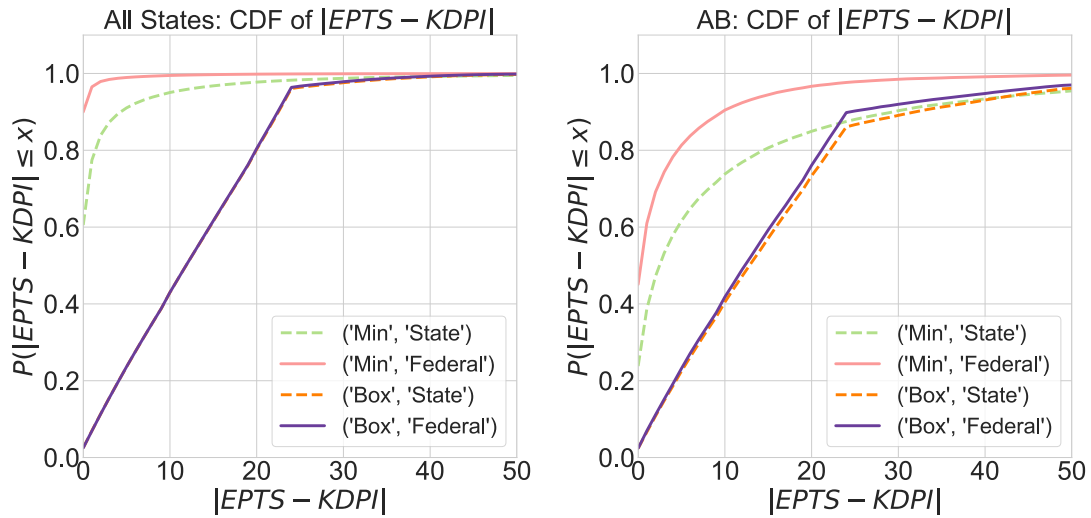 All States: CDF of |EPTS − KDPI|
P(|EPTS − KDPI| ≤ x)
1.0
0.8
0.6
0.4
0.2
0.0
0 10 20 30 40 50
|EPTS − KDPI|
('Min', 'State')
('Min', 'Federal')
('Box', 'State')
('Box', 'Federal')
AB: CDF of |EPTS − KDPI|
P(|EPTS − KDPI| ≤ x)
1.0
0.8
0.6
0.4
0.2
0.0
0 10 20 30 40 50
|EPTS − KDPI|
('Min', 'State')
('Min', 'Federal')
('Box', 'State')
('Box', 'Federal')